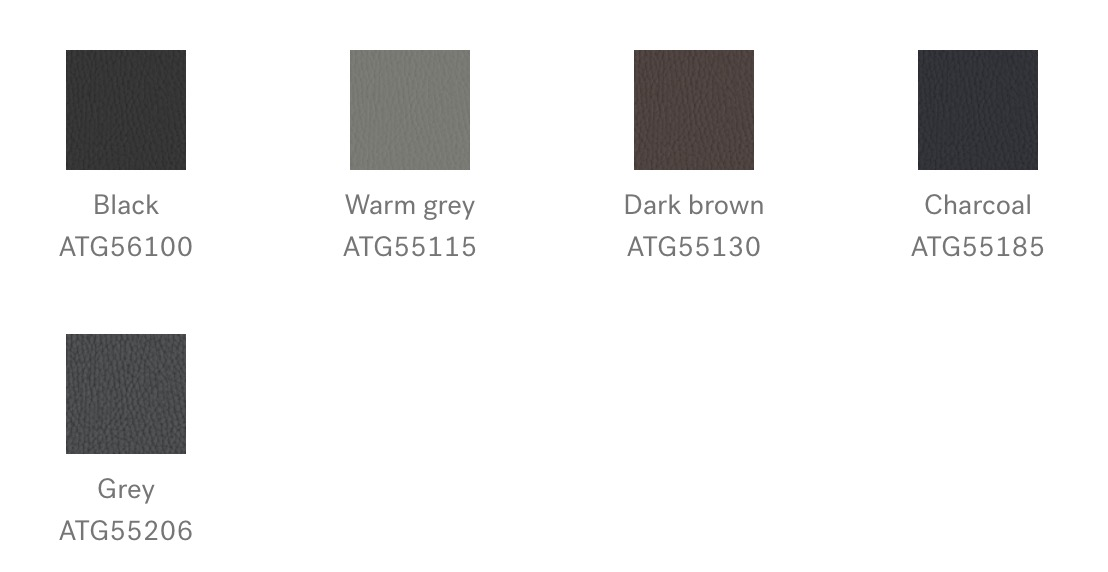 Black
ATG56100
Warm grey
ATG55115
Dark brown
ATG55130
Charcoal
ATG55185
Grey
ATG55206